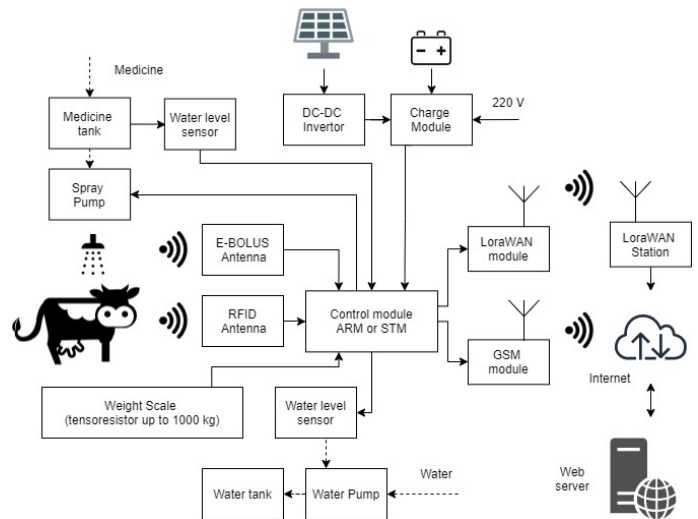 Medicine
Medicine
tank
Water level
sensor
DC-DC
Invertor
Charge
Module
220 V
Spray
Pump
E-BOLUS
Antenna
LoraWAN
module
LoraWAN
Station
RFID
Antenna
Control module
ARM or STM
GSM
module
Internet
Weight Scale
(tensoresistor up to 1000 kg)
Water level
sensor
Water tank
Water Pump
Water
Web
server